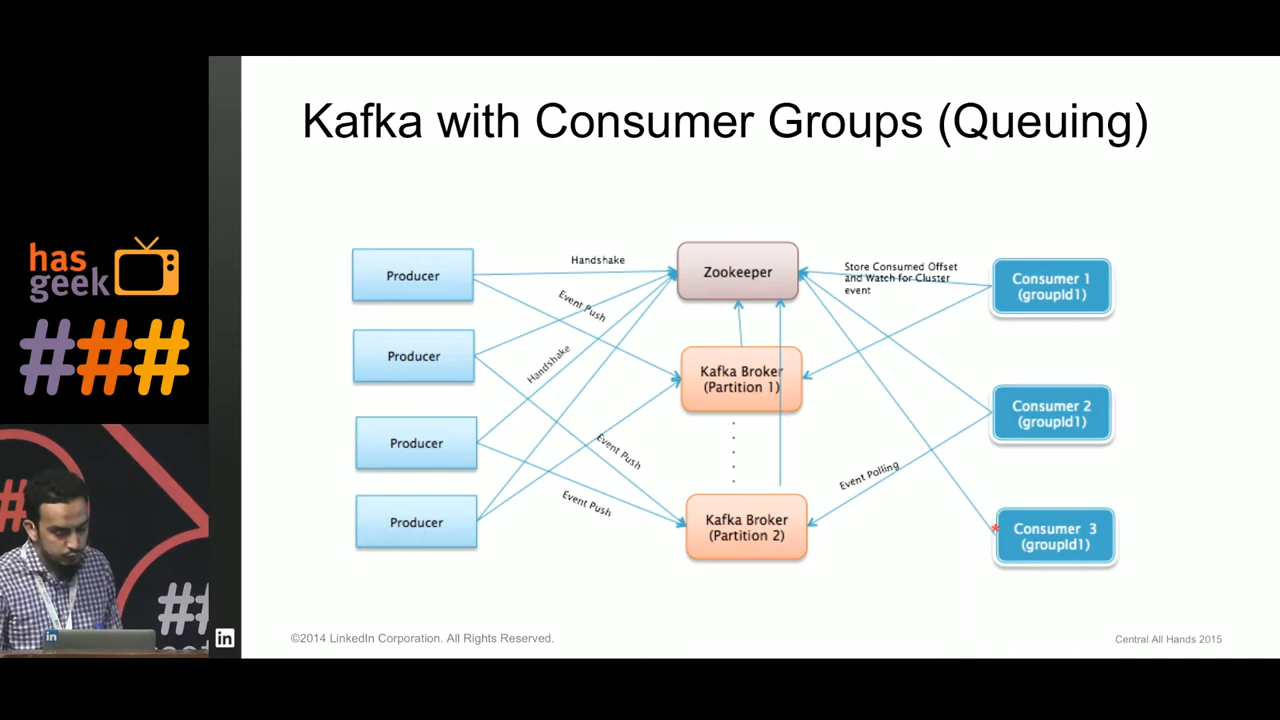 Kafka with Consumer Groups (Queuing)
has
geek
###
Producer
Producer
Producer
Producer
Handshake
Event Push
Handshake
Event Push
Event Push
Zookeeper
Kafka Broker
(Partition 1)
Kafka Broker
(Partition 2)
Store Consumed Offset
and Watch for Cluster
event
Event Polling
Consumer 1
(groupId1)
Consumer 2
(groupId1)
*
Consumer 3
(groupId1)
#
##
in
in
©2014 LinkedIn Corporation. All Rights Reserved.
Central All Hands 2015